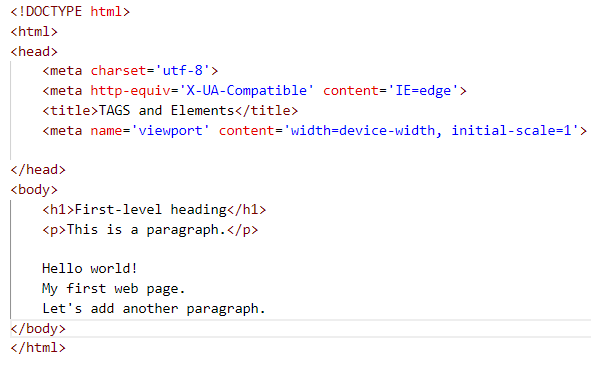 <!DOCTYPE html>
<html>
<head>
    <meta charset='utf-8'>
    <meta http-equiv='X-UA-Compatible' content='IE=edge'>
    <title>TAGS and Elements</title>
    <meta name='viewport' content='width=device-width, initial-scale=1'>

</head>
<body>
    <h1>First-level heading</h1>
    <p>This is a paragraph.</p>

    Hello world!
    My first web page.
    Let's add another paragraph.
</body>
</html>